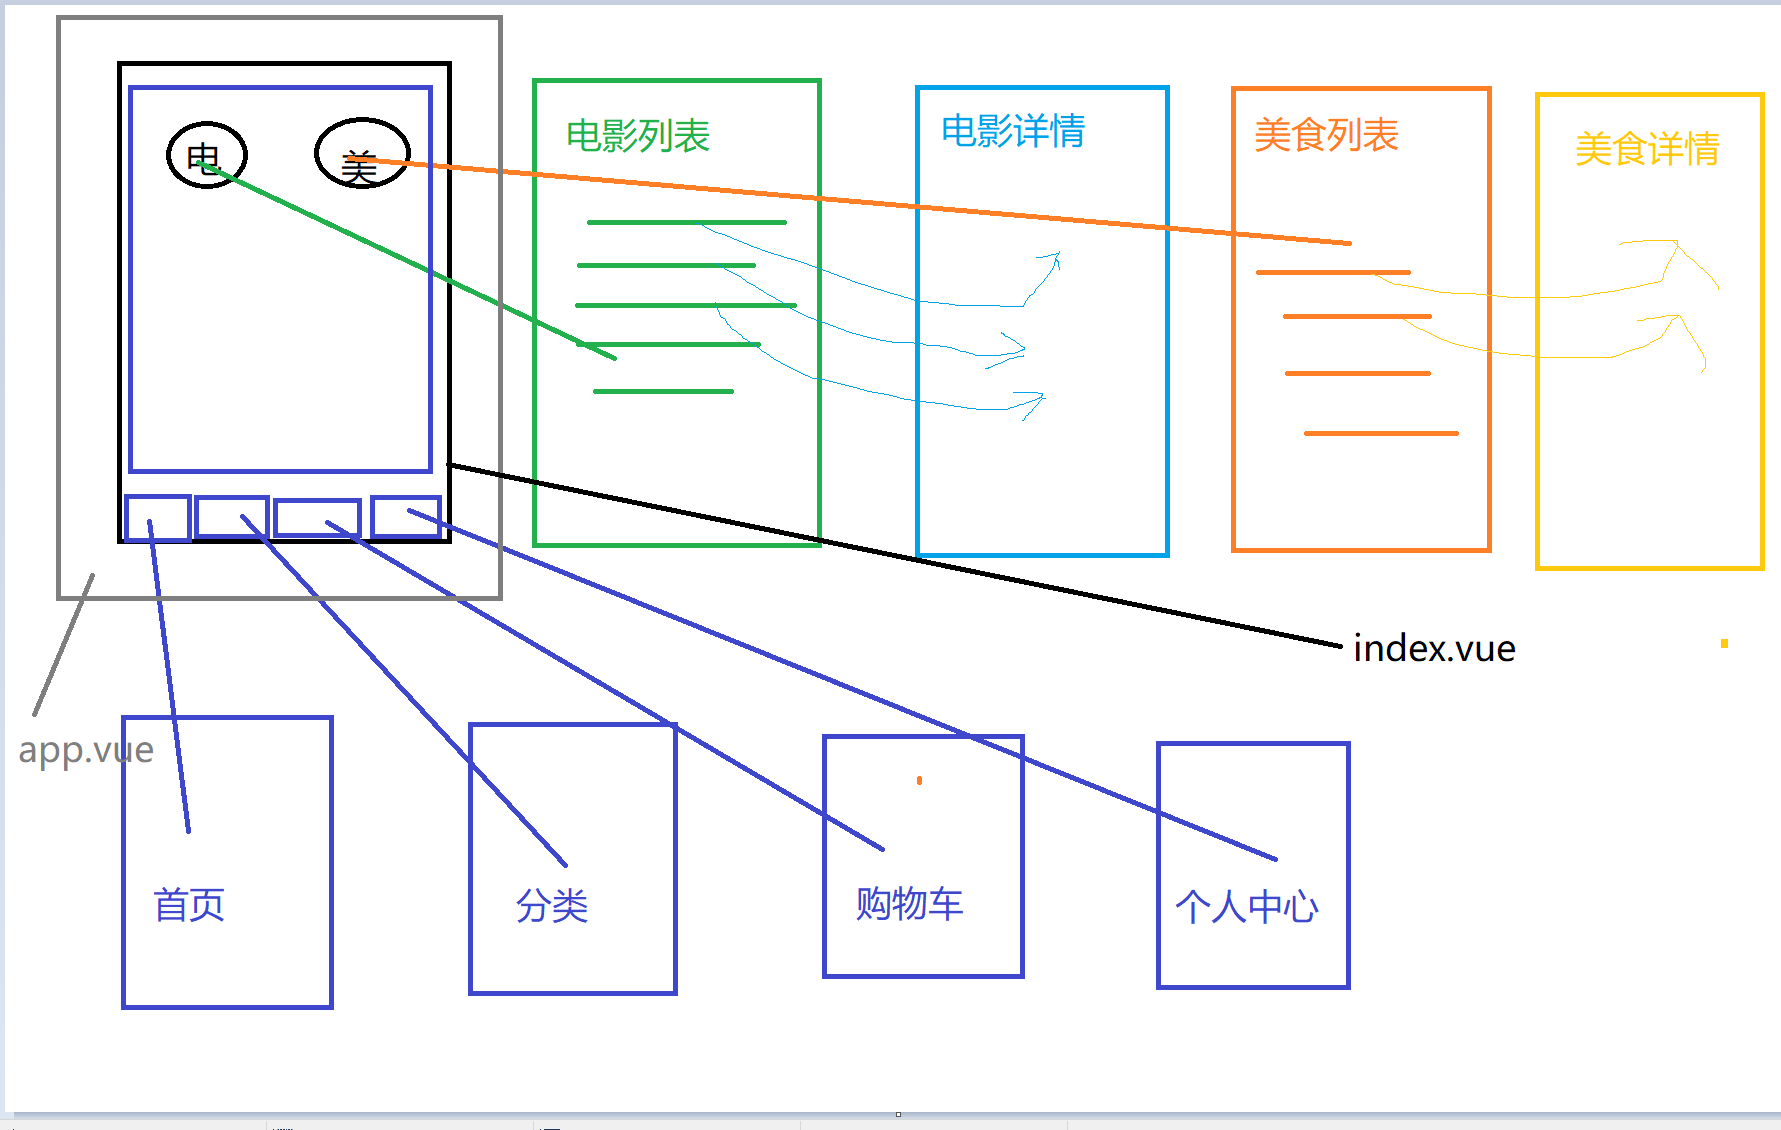 电
美
电影列表
电影详情
美食列表
美食详情
index.vue
app.vue
首页
分类
购物车
个人中心